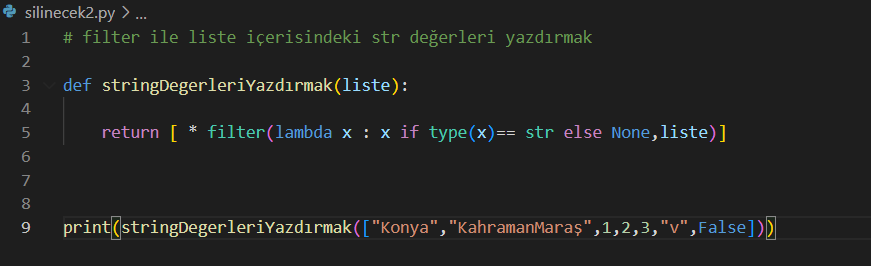 silinecek2.py > ...
1 # filter ile liste içerisindeki str değerleri yazdırmak
2
3 def stringDegerleriYazdırmak(liste):
4
5 return [ * filter(lambda x : x if type(x)== str else None,liste)]
6
7
8
9 print(stringDegerleriYazdırmak(["Konya","KahramanMaraş",1,2,3,"v",False]))